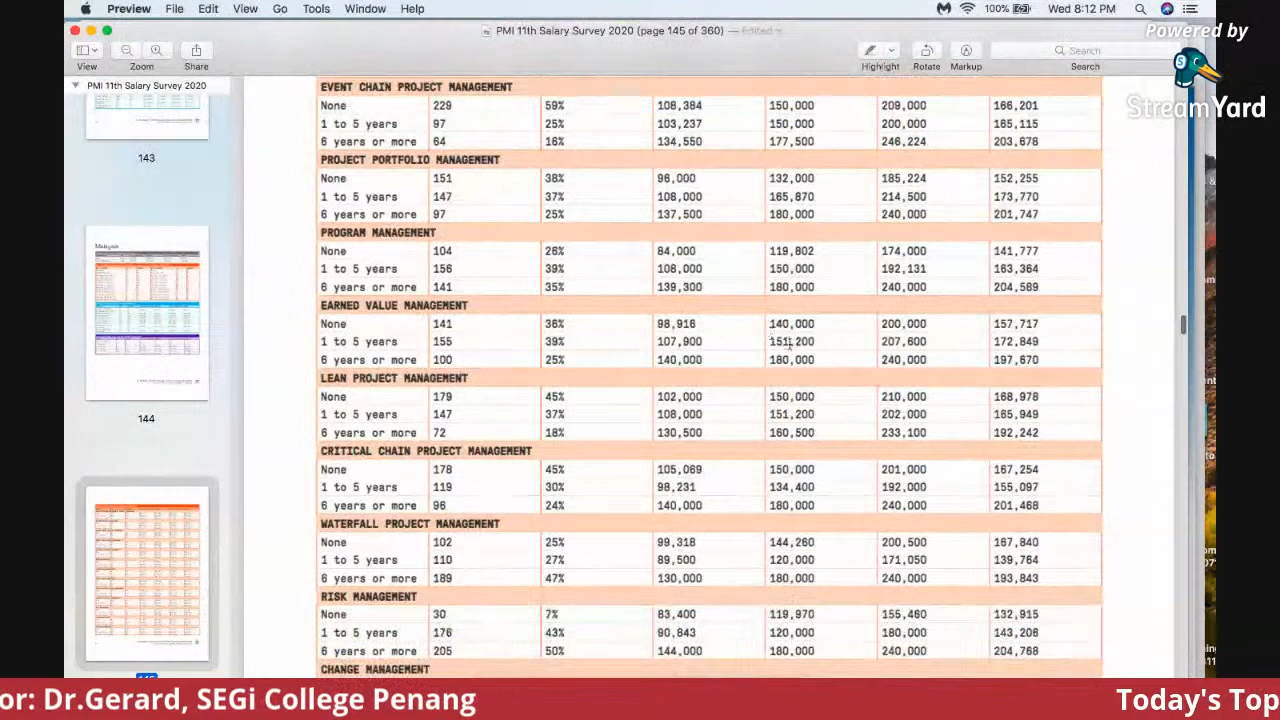 Preview File Edit View Go Tools Window Help
100% Wed 8:12 PM
Powered by
StreamYard
PMI 11th Salary Survey 2020 (page 145 of 360) — Edited
View Zoom Share Highlight Rotate Markup Search
Search
PMI 11th Salary Survey 2020
143
Malaysia
144
EVENT CHAIN PROJECT MANAGEMENT
None 229 59% 108,384 150,000 209,000 166,201
1 to 5 years 97 25% 103,237 150,000 200,000 165,115
6 years or more 64 16% 134,550 177,500 246,224 203,678
PROJECT PORTFOLIO MANAGEMENT
None 151 38% 96,000 132,000 185,224 152,255
1 to 5 years 147 37% 108,000 165,870 214,500 173,770
6 years or more 97 25% 137,500 180,000 240,000 201,747
PROGRAM MANAGEMENT
None 104 26% 84,000 119,802 174,000 141,777
1 to 5 years 156 39% 108,000 150,000 192,131 163,364
6 years or more 141 35% 139,300 180,000 240,000 204,589
EARNED VALUE MANAGEMENT
None 141 36% 98,916 140,000 200,000 157,717
1 to 5 years 155 39% 107,900 151,200 207,600 172,849
6 years or more 100 25% 140,000 180,000 240,000 197,670
LEAN PROJECT MANAGEMENT
None 179 45% 102,000 150,000 210,000 168,978
1 to 5 years 147 37% 108,000 151,200 202,000 165,949
6 years or more 72 18% 130,500 160,500 233,100 192,242
CRITICAL CHAIN PROJECT MANAGEMENT
None 178 45% 105,069 150,000 201,000 167,254
1 to 5 years 119 30% 98,231 134,400 192,000 155,097
6 years or more 96 24% 140,000 180,000 240,000 201,468
WATERFALL PROJECT MANAGEMENT
None 102 25% 99,318 144,260 200,500 167,840
1 to 5 years 110 27% 89,500 120,000 171,050 139,764
6 years or more 189 47% 130,000 180,000 240,000 193,843
RISK MANAGEMENT
None 30 7% 83,400 119,970 155,460 132,915
1 to 5 years 176 43% 90,843 120,000 180,000 143,206
6 years or more 205 50% 144,000 180,000 240,000 204,768
CHANGE MANAGEMENT
or: Dr.Gerard, SEGi College Penang
Today's Top